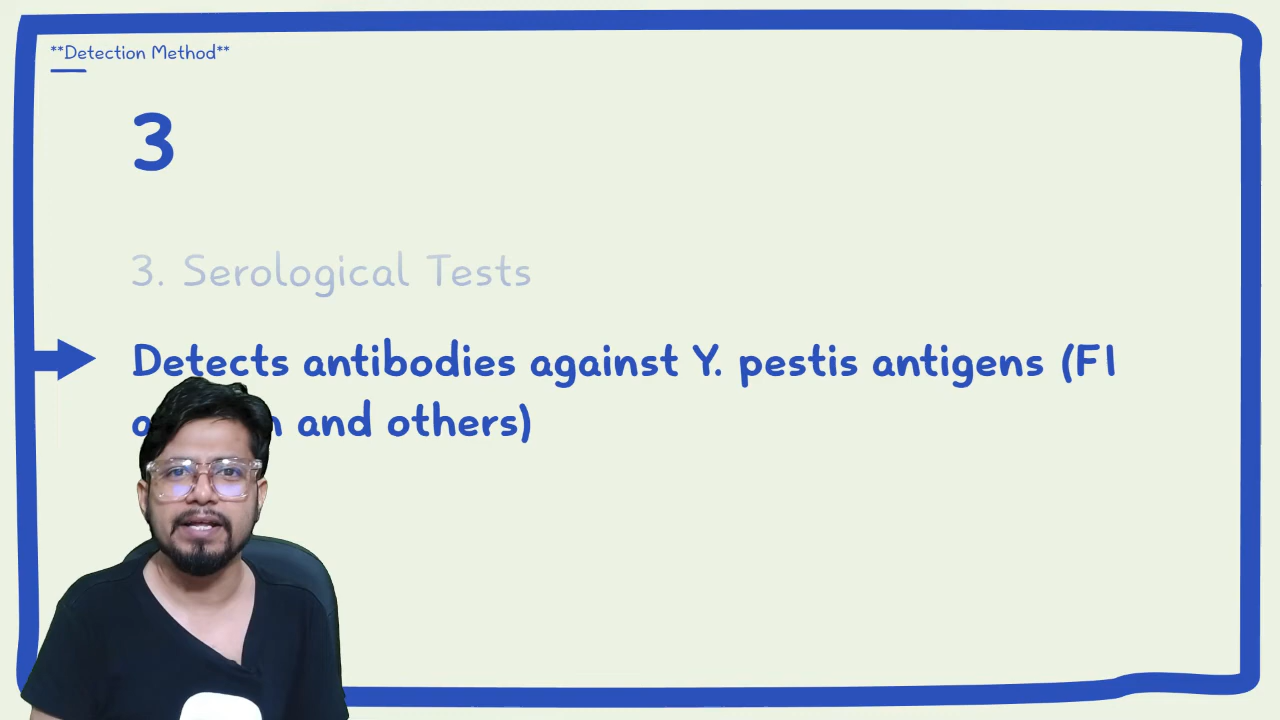 **Detection Method**
3
3. Serological Tests
Detects antibodies against Y. pestis antigens (F1
and others)